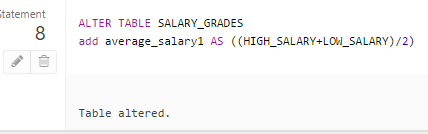 Statement
8
ALTER TABLE SALARY_GRADES
add average_salary1 AS ((HIGH_SALARY+LOW_SALARY)/2)
Table altered.